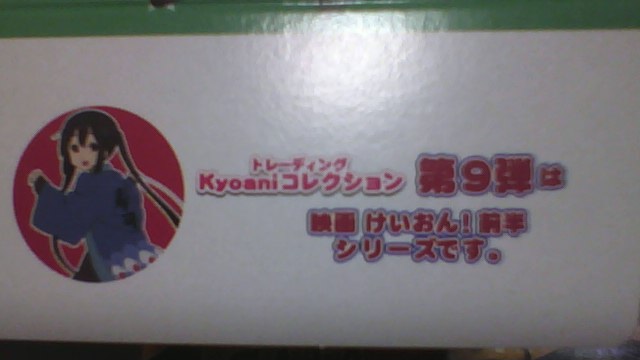 トレーディング
Kyoaniコレクション 第9弾は
映画 けいおん！前半
シリーズです。